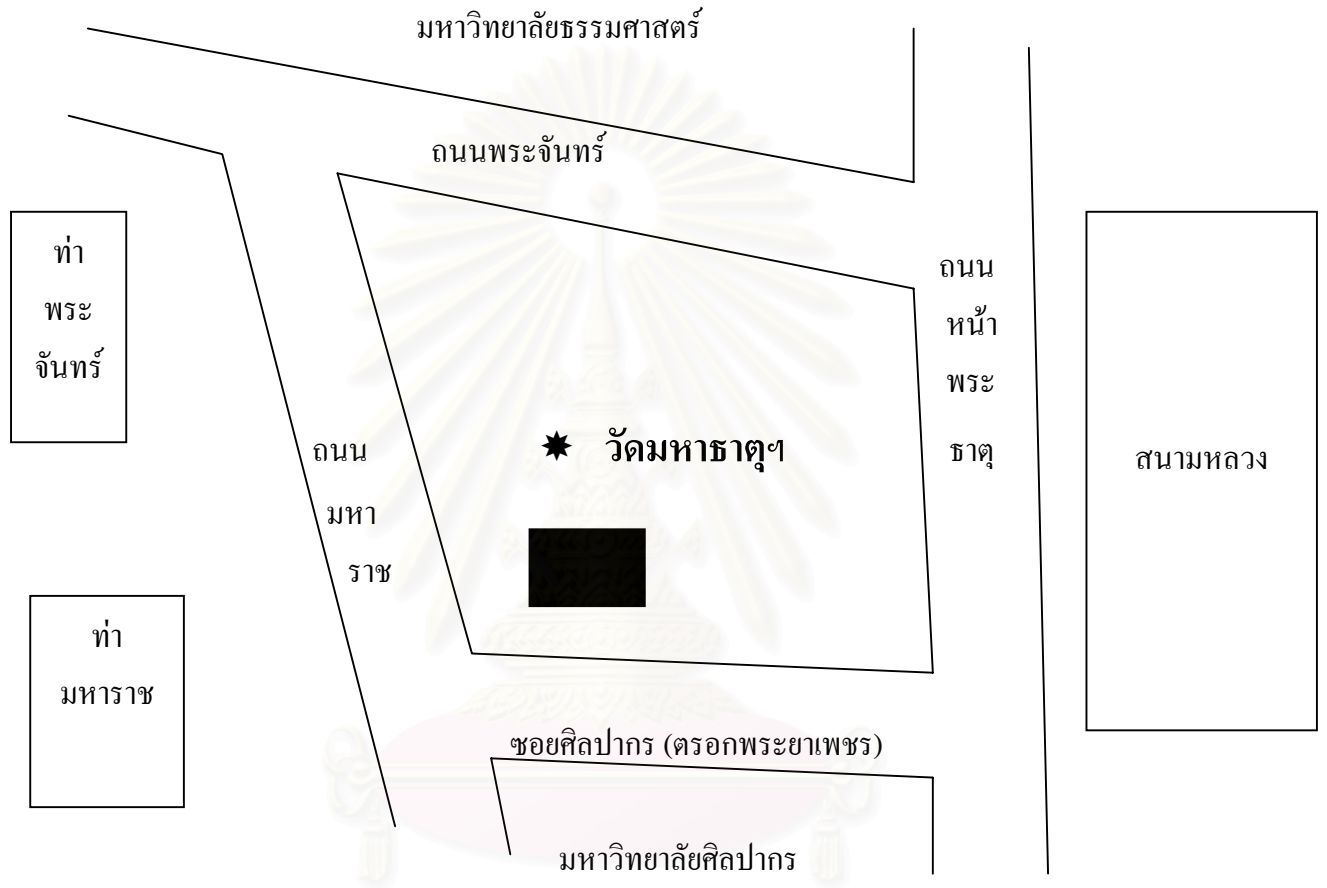 มหาวิทยาลัยธรรมศาสตร์
ถนนพระจันทร์
ท่า
พระ
จันทร์
ถนน
หน้า
พระ
ธาตุ
ถนน
มหา
ราช
วัดมหาธาตุฯ
สนามหลวง
ท่า
มหาราช
ซอยศิลปากร (ตรอกพระยาเพชร)
มหาวิทยาลัยศิลปากร